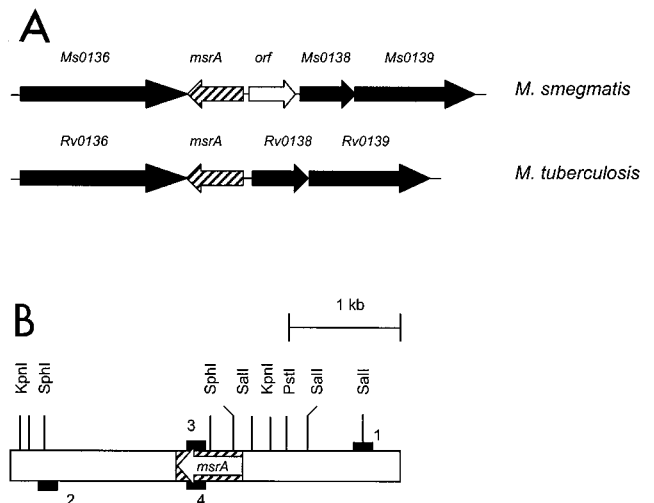 A
Ms0136 msrA orf Ms0138 Ms0139
M. smegmatis
Rv0136 msrA Rv0138 Rv0139
M. tuberculosis
B
1 kb
KpnI SphI SphI SalI KpnI PstI SalI SalI
3 1
msrA
2 4